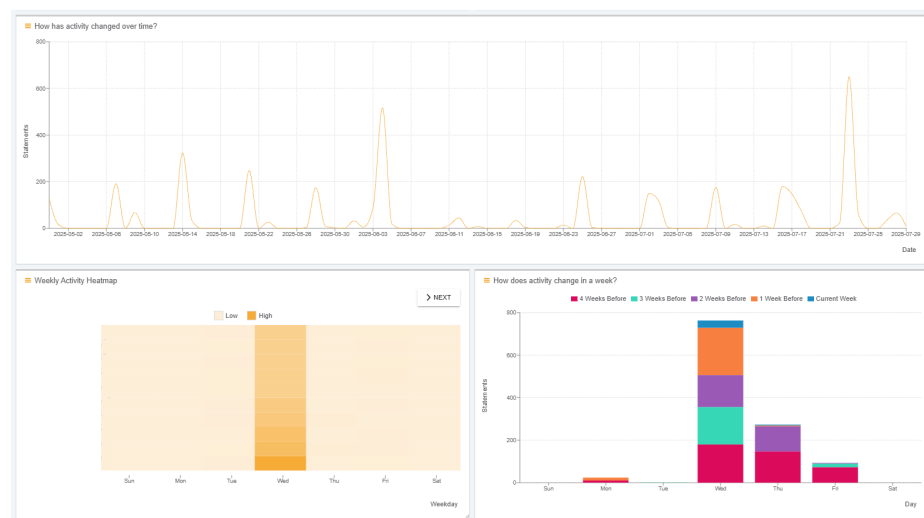 How has activity changed over time?
800
600
400
200
0
Statements
2025-05-02 2025-05-06 2025-05-10 2025-05-14 2025-05-18 2025-05-22 2025-05-26 2025-05-30 2025-06-03 2025-06-07 2025-06-11 2025-06-15 2025-06-19 2025-06-23 2025-06-27 2025-07-01 2025-07-05 2025-07-09 2025-07-13 2025-07-17 2025-07-21 2025-07-25 2025-07-29
Date
Weekly Activity Heatmap
NEXT
Low High
Sun Mon Tue Wed Thu Fri Sat
Weekday
How does activity change in a week?
4 Weeks Before 3 Weeks Before 2 Weeks Before 1 Week Before Current Week
800
600
400
200
0
Statements
Sun Mon Tue Wed Thu Fri Sat
Day